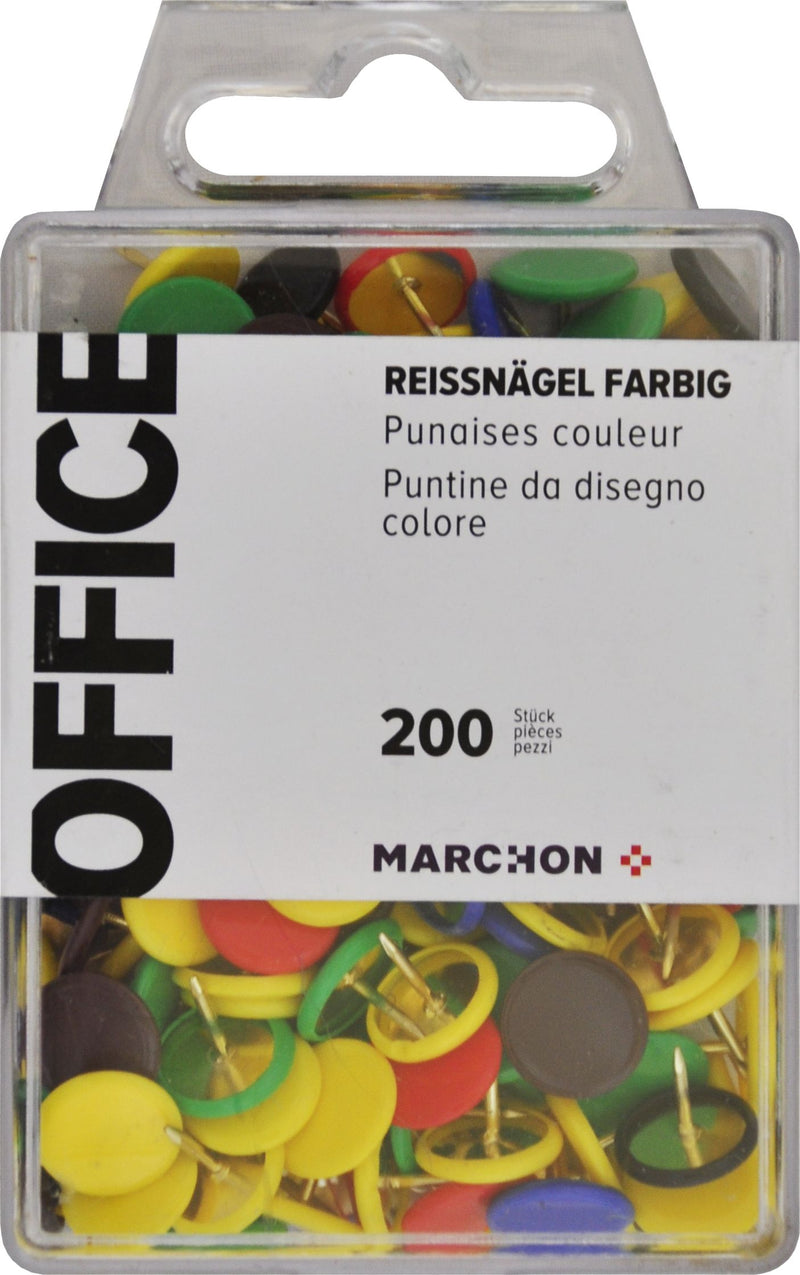 OFFICE
REISSNÄGEL FARBIG
Punaises couleur
Puntine da disegno
colore
200
Stück
pièces
pezzi
MARCHON